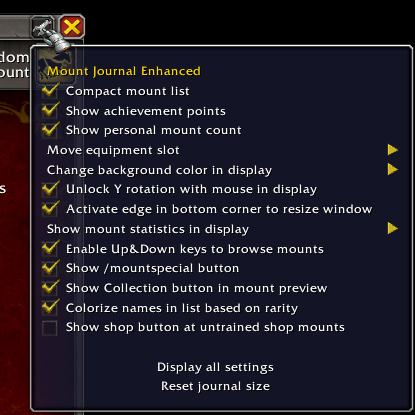 dom
ount
s
Mount Journal Enhanced
Compact mount list
Show achievement points
Show personal mount count
Move equipment slot
Change background color in display
Unlock Y rotation with mouse in display
Activate edge in bottom corner to resize window
Show mount statistics in display
Enable Up&Down keys to browse mounts
Show /mountspecial button
Show Collection button in mount preview
Colorize names in list based on rarity
Show shop button at untrained shop mounts
Display all settings
Reset journal size